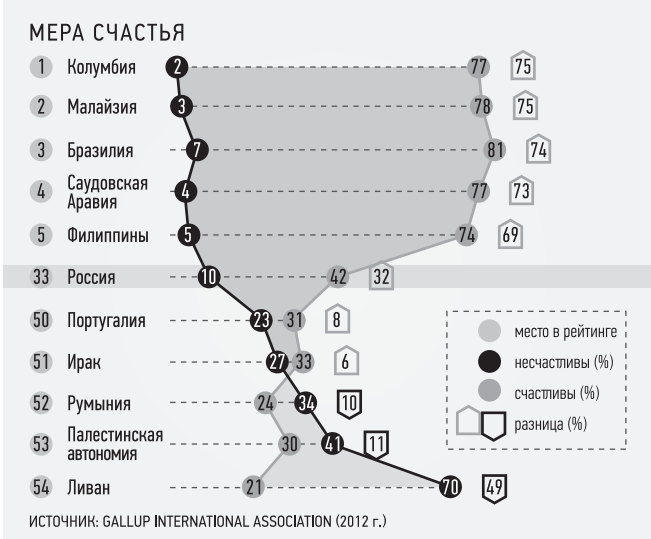 МЕРА СЧАСТЬЯ
1 Колумбия 2 77 75
2 Малайзия 3 78 75
3 Бразилия 7 81 74
4 Саудовская
Аравия 4 77 73
5 Филиппины 5 74 69
33 Россия 10 42 32
50 Португалия 23 31 8
51 Ирак 27 33 6
52 Румыния 24 34 10
53 Палестинская
автономия 30 41 11
54 Ливан 21 70 49
место в рейтинге
несчастливы (%)
счастливы (%)
разница (%)
ИСТОЧНИК: GALLUP INTERNATIONAL ASSOCIATION (2012 г.)